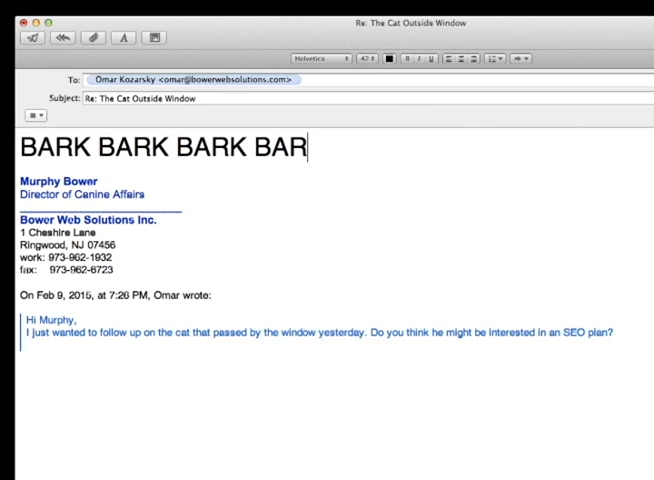 Re: The Cat Outside Window
Helvetica 42 B I U
To: Omar Kozarsky <omar@bowerwebsolutions.com>
Subject: Re: The Cat Outside Window
BARK BARK BARK BAR
Murphy Bower
Director of Canine Affairs
Bower Web Solutions Inc.
1 Cheshire Lane
Ringwood, NJ 07456
work: 973-962-1932
fax: 973-962-6723
On Feb 9, 2015, at 7:26 PM, Omar wrote:
Hi Murphy,
I just wanted to follow up on the cat that passed by the window yesterday. Do you think he might be interested in an SEO plan?